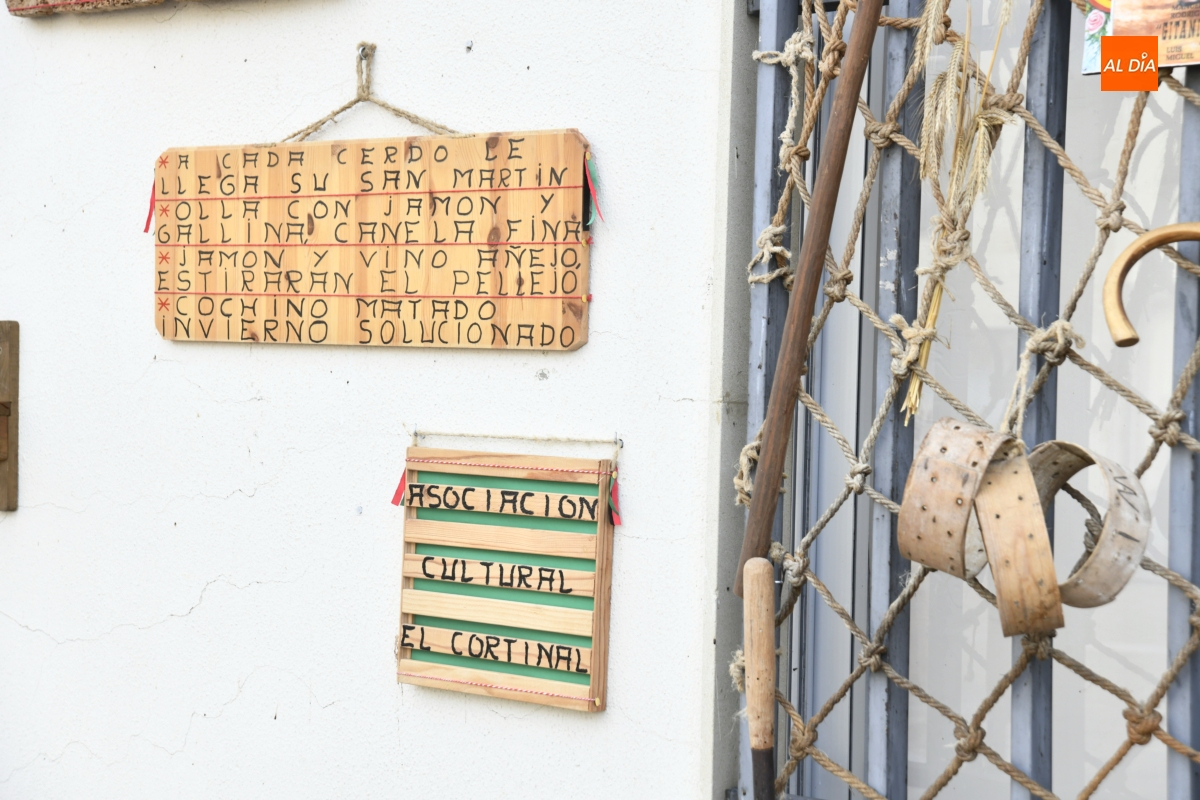 * A CADA CERDO LE
LLEGA SU SAN MARTiN
* OLLA CON JAMON Y
GALLINA, CANELA FINA
* JAMON Y VINO AÑEJO,
ESTIRARAN EL PELLEJO
* COCHINO MATADO
iNVIERNO SOLUCIONADO
ASOCIACION
CULTURAL
EL CORTINAL
AL DÍA